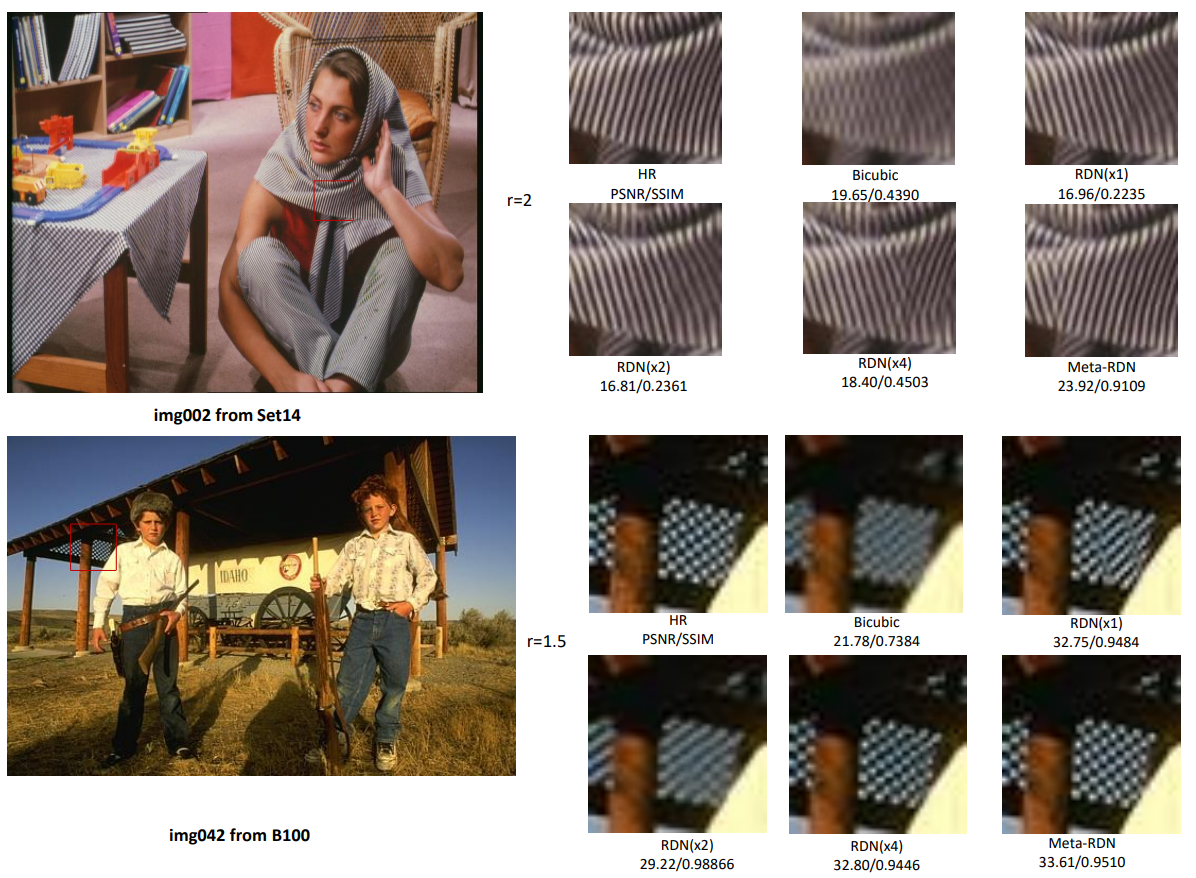 HR
PSNR/SSIM
Bicubic
19.65/0.4390
RDN(x1)
16.96/0.2235
r=2
RDN(x2)
16.81/0.2361
RDN(x4)
18.40/0.4503
Meta-RDN
23.92/0.9109
img002 from Set14
IDAHO
HR
PSNR/SSIM
Bicubic
21.78/0.7384
RDN(x1)
32.75/0.9484
r=1.5
RDN(x2)
29.22/0.98866
RDN(x4)
32.80/0.9446
Meta-RDN
33.61/0.9510
img042 from B100